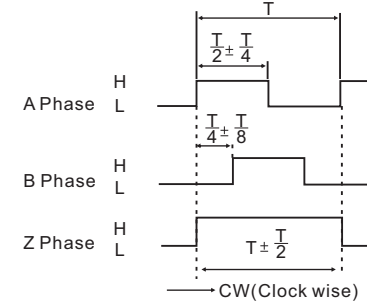 T
T/2 ± T/4
H
A Phase L
T/4 ± T/8
H
B Phase L
H
Z Phase L
T ± T/2
CW(Clock wise)